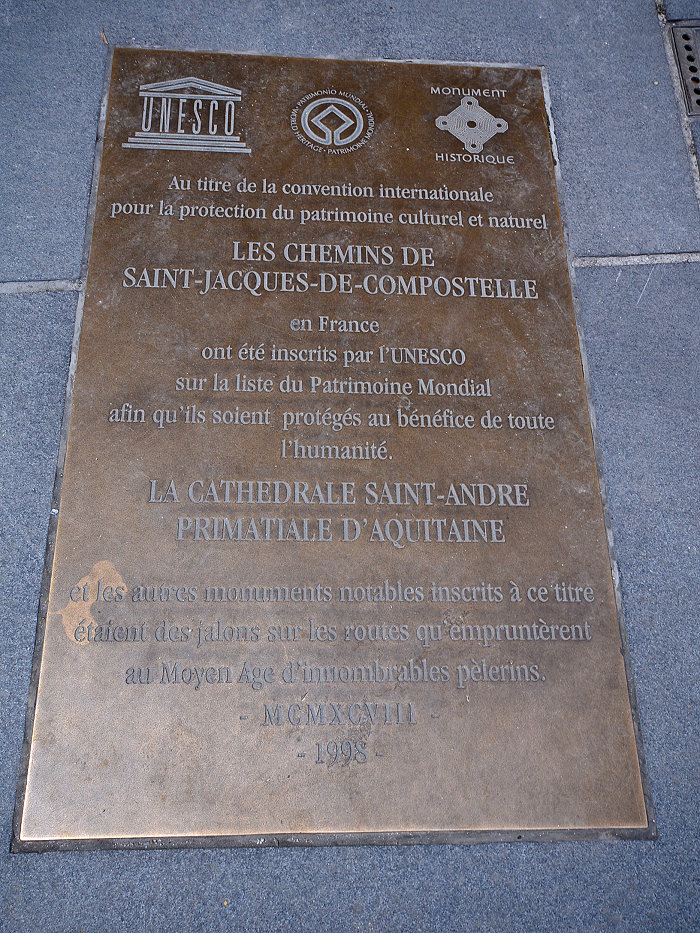 UNESCO
PATRIMONIO MUNDIAL • WORLD HERITAGE • PATRIMOINE MONDIAL
MONUMENT
HISTORIQUE
Au titre de la convention internationale
pour la protection du patrimoine culturel et naturel
LES CHEMINS DE
SAINT-JACQUES-DE-COMPOSTELLE
en France
ont été inscrits par l'UNESCO
sur la liste du Patrimoine Mondial
afin qu'ils soient protégés au bénéfice de toute
l'humanité.
LA CATHEDRALE SAINT-ANDRE
PRIMATIALE D'AQUITAINE
et les autres monuments notables inscrits à ce titre
étaient des jalons sur les routes qu'empruntèrent
au Moyen Age d'innombrables pèlerins.
- MCMXCVIII -
- 1998 -